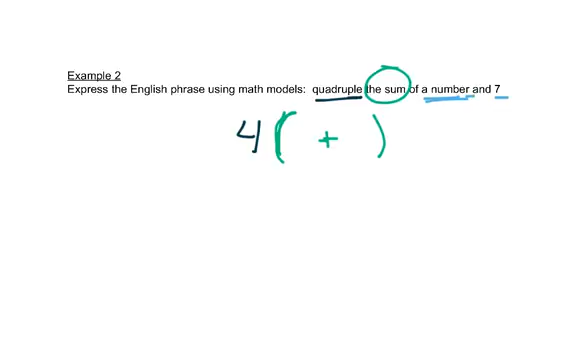 Example 2
Express the English phrase using math models: quadruple the sum of a number and 7
4( + )